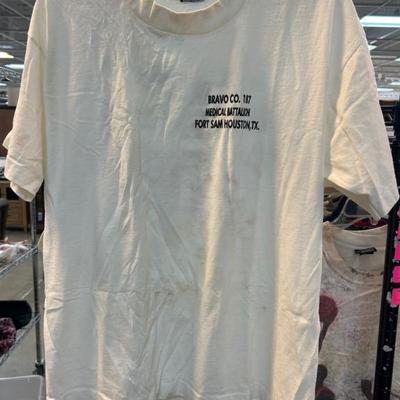 BRAVO CO. 187
MEDICAL BATTALION
FORT SAM HOUSTON,TX.